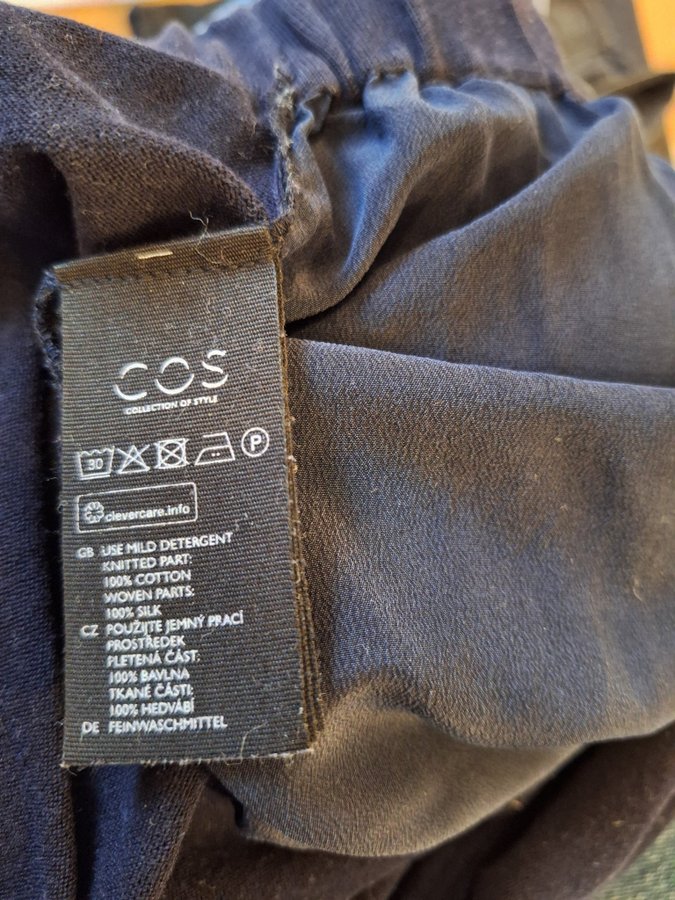 COS
COLLECTION OF STYLE
30
P
clevercare.info
GB USE MILD DETERGENT
KNITTED PART:
100% COTTON
WOVEN PARTS:
100% SILK
CZ POUŽIJTE JEMNÝ PRACÍ
PROSTŘEDEK
PLETENÁ ČÁST:
100% BAVLNA
TKANÉ ČÁSTI:
100% HEDVÁBÍ
DE FEINWASCHMITTEL